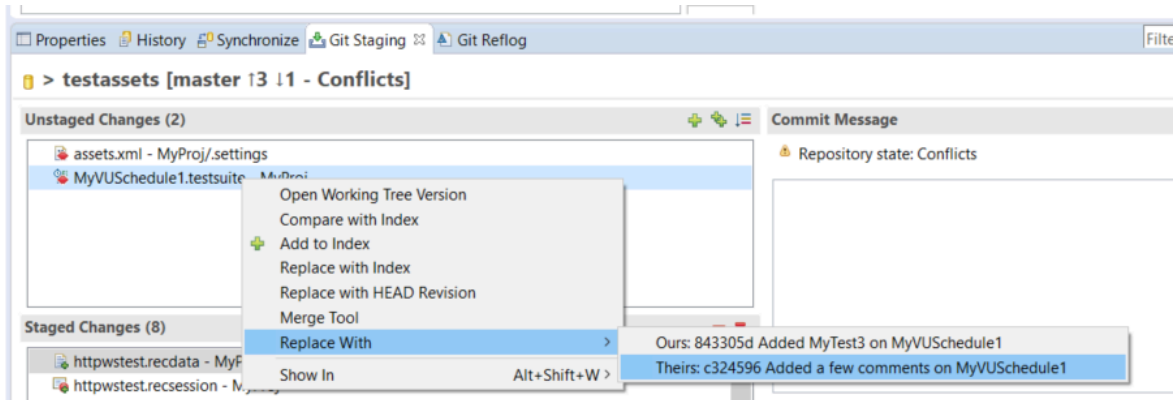 Properties History Synchronize Git Staging Git Reflog Filte
> testassets [master ↑3 ↓1 - Conflicts]
Unstaged Changes (2)
assets.xml - MyProj/.settings
MyVUSchedule1.testsuite - MyProj
Open Working Tree Version
Compare with Index
Add to Index
Replace with Index
Replace with HEAD Revision
Merge Tool
Replace With >
Show In Alt+Shift+W >
Ours: 843305d Added MyTest3 on MyVUSchedule1
Theirs: c324596 Added a few comments on MyVUSchedule1
Staged Changes (8)
httpwstest.recdata - MyP
httpwstest.recsession - MyProj
Commit Message
Repository state: Conflicts